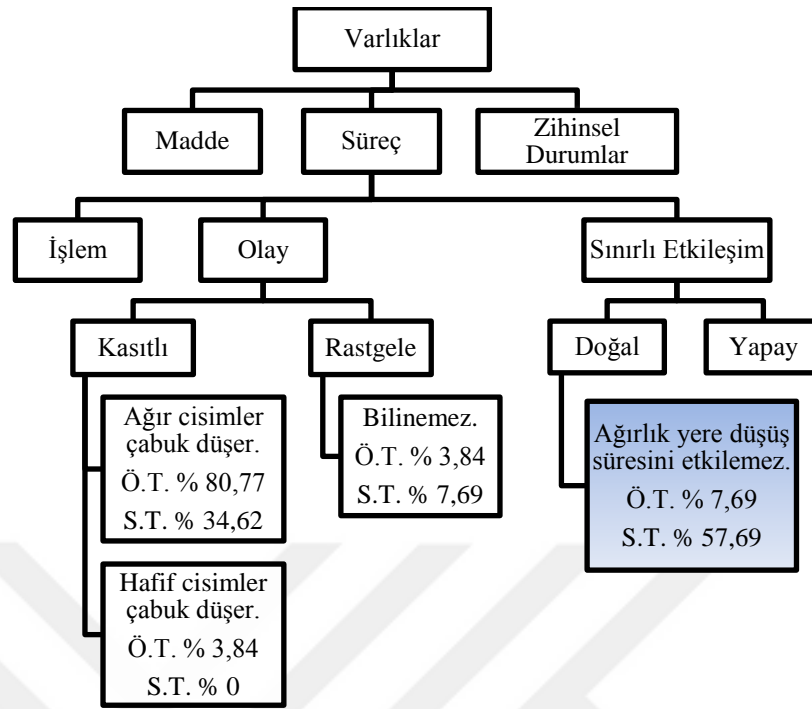 Varlıklar
Madde
Süreç
Zihinsel
Durumlar
İşlem
Olay
Sınırlı Etkileşim
Kasıtlı
Rastgele
Doğal
Yapay
Ağır cisimler
çabuk düşer.
Ö.T. % 80,77
S.T. % 34,62
Bilinemez.
Ö.T. % 3,84
S.T. % 7,69
Ağırlık yere düşüş
süresini etkilemez.
Ö.T. % 7,69
S.T. % 57,69
Hafif cisimler
çabuk düşer.
Ö.T. % 3,84
S.T. % 0